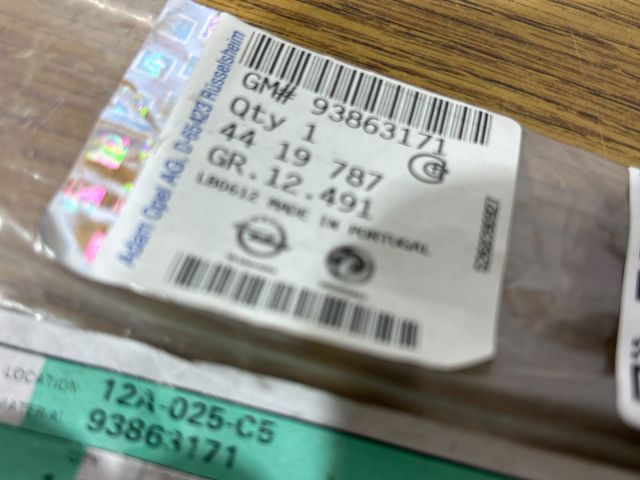 Adam Opel AG, D-65423 Rüsselsheim
GM# 93863171
Qty 1
44 19 787
GR.12.491
LB0612 MADE IN PORTUGAL
LOCATION 12A-025-C5
MATERIAL 93863171